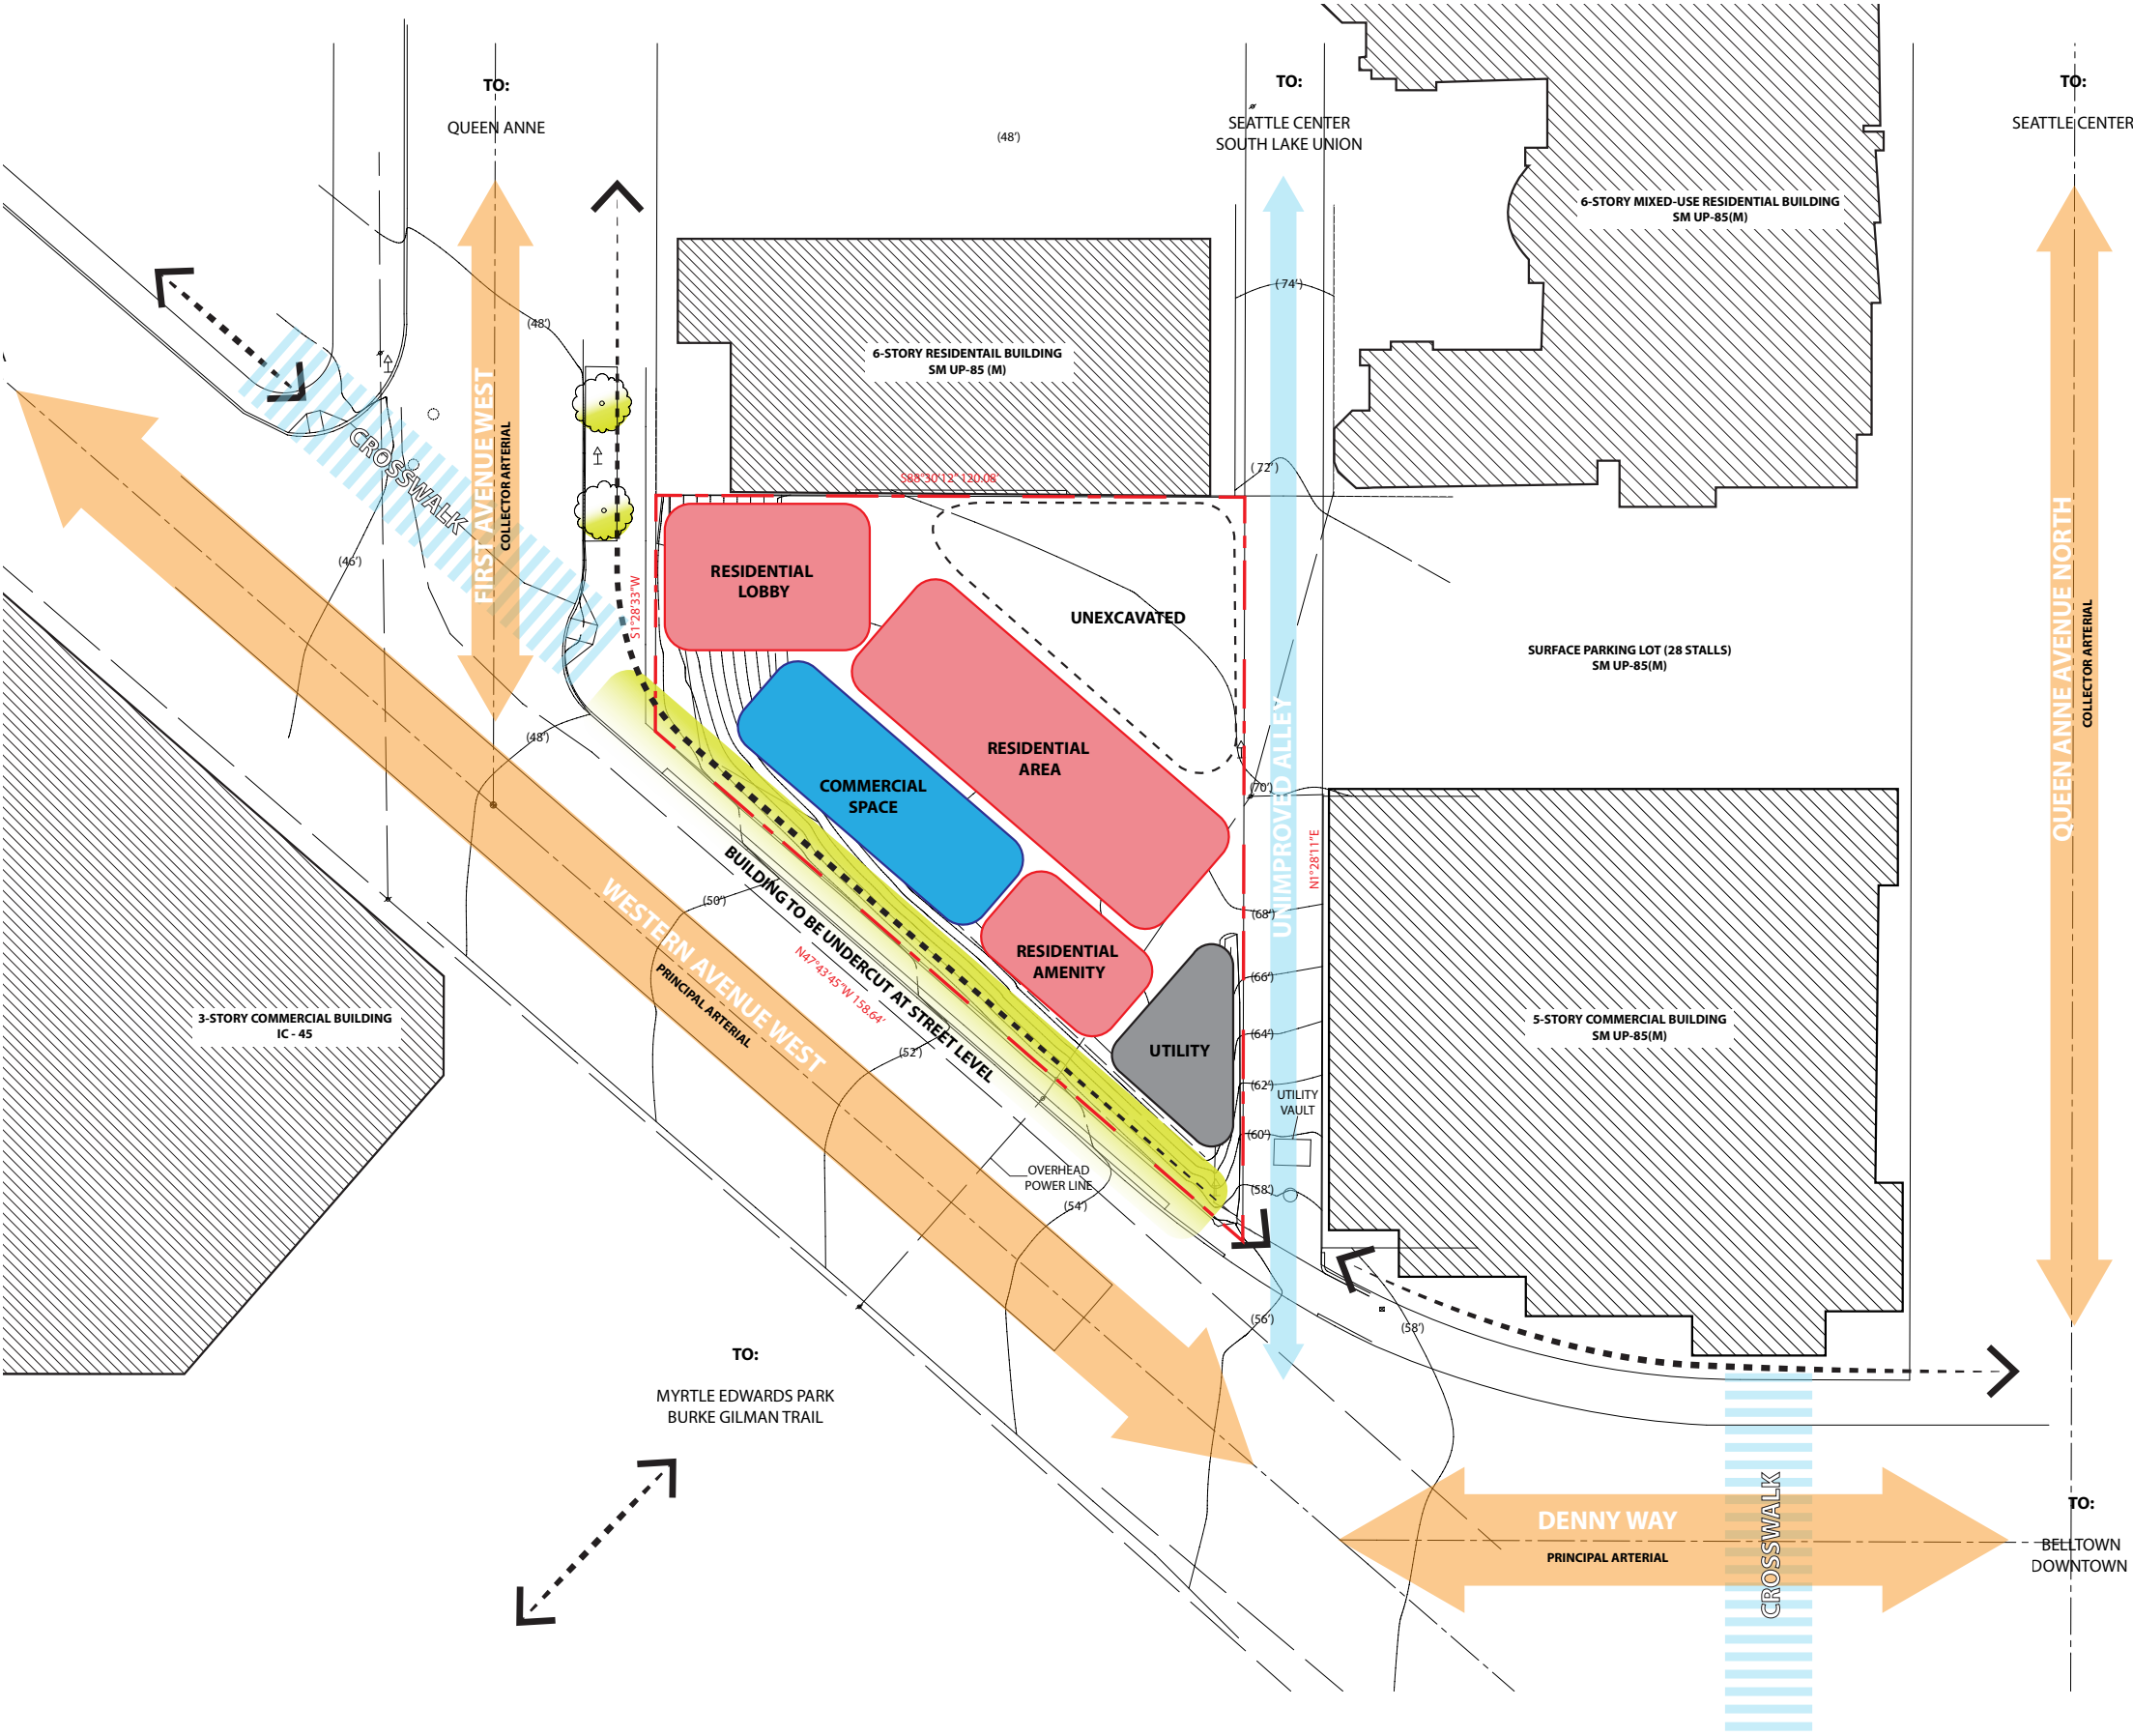 TO:
QUEEN ANNE
TO:
SEATTLE CENTER
SOUTH LAKE UNION
TO:
SEATTLE CENTER
(48')
6-STORY MIXED-USE RESIDENTIAL BUILDING
SM UP-85(M)
(74')
(48')
6-STORY RESIDENTAIL BUILDING
SM UP-85 (M)
FIRST AVENUE WEST
COLLECTOR ARTERIAL
CROSSWALK
(72')
S88°30'12" 120.08'
(46')
RESIDENTIAL
LOBBY
S1°28'33"W
UNEXCAVATED
SURFACE PARKING LOT (28 STALLS)
SM UP-85(M)
QUEEN ANNE AVENUE NORTH
COLLECTOR ARTERIAL
(48')
RESIDENTIAL
AREA
COMMERCIAL
SPACE
UNIMPROVED ALLEY
(70')
N1°28'11"E
(50')
(68')
BUILDING TO BE UNDERCUT AT STREET LEVEL
N47°43'45"W 158.64'
WESTERN AVENUE WEST
PRINCIPAL ARTERIAL
RESIDENTIAL
AMENITY
(66')
3-STORY COMMERCIAL BUILDING
IC - 45
5-STORY COMMERCIAL BUILDING
SM UP-85(M)
(64')
UTILITY
(52')
(62')
UTILITY
VAULT
(60')
OVERHEAD
POWER LINE
(58')
(54')
(56')
(58')
TO:
MYRTLE EDWARDS PARK
BURKE GILMAN TRAIL
DENNY WAY
PRINCIPAL ARTERIAL
CROSSWALK
TO:
BELLTOWN
DOWNTOWN